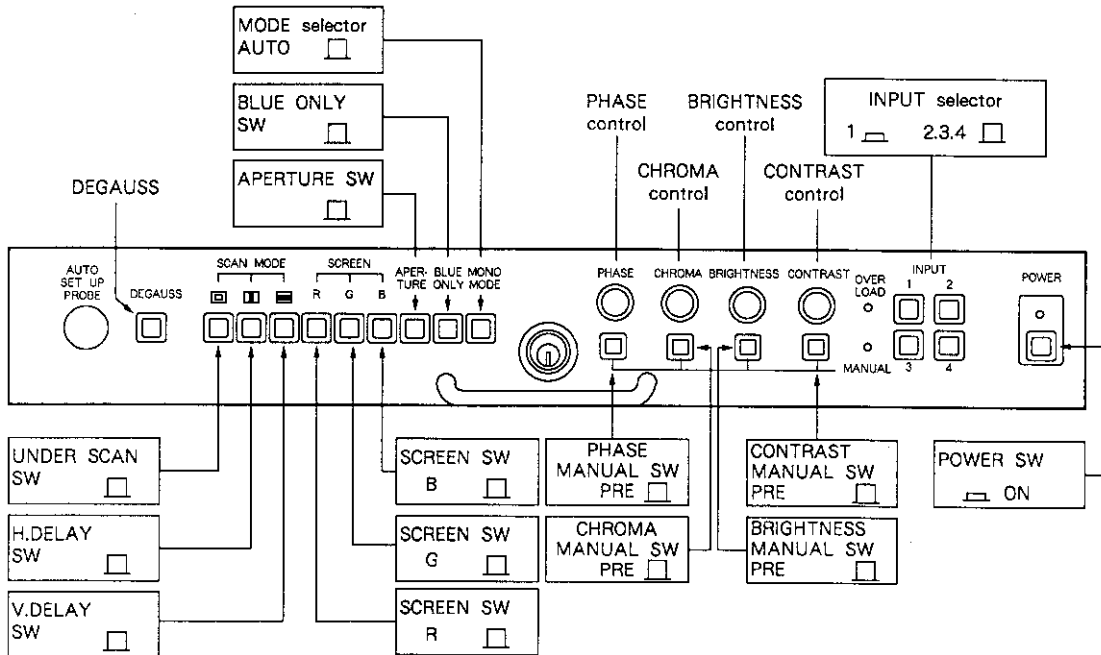 MODE selector
AUTO
BLUE ONLY
SW
APERTURE SW
DEGAUSS
PHASE
control
BRIGHTNESS
control
CHROMA
control
CONTRAST
control
INPUT selector
1 2.3.4
AUTO
SET UP
PROBE
DEGAUSS
SCAN MODE
SCREEN
R G B
APER-
TURE
BLUE
ONLY
MONO
MODE
PHASE
CHROMA
BRIGHTNESS
CONTRAST
OVER
LOAD
MANUAL
INPUT
1 2
3 4
POWER
UNDER SCAN
SW
H.DELAY
SW
V.DELAY
SW
SCREEN SW
B
SCREEN SW
G
SCREEN SW
R
PHASE
MANUAL SW
PRE
CHROMA
MANUAL SW
PRE
CONTRAST
MANUAL SW
PRE
BRIGHTNESS
MANUAL SW
PRE
POWER SW
ON